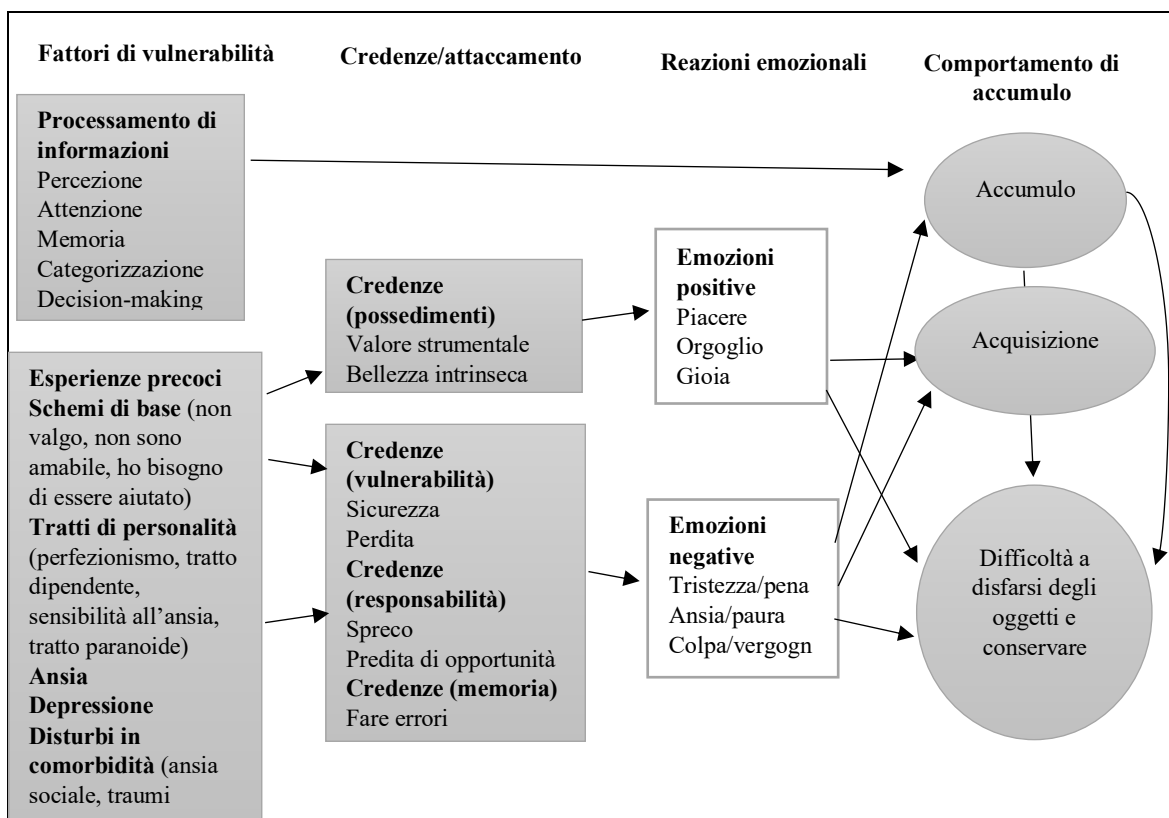 Fattori di vulnerabilità
Credenze/attaccamento
Reazioni emozionali
Comportamento di
accumulo
Processamento di
informazioni
Percezione
Attenzione
Memoria
Categorizzazione
Decision-making
Esperienze precoci
Schemi di base (non
valgo, non sono
amabile, ho bisogno
di essere aiutato)
Tratti di personalità
(perfezionismo, tratto
dipendente,
sensibilità all’ansia,
tratto paranoide)
Ansia
Depressione
Disturbi in
comorbidità (ansia
sociale, traumi
Credenze
(possedimenti)
Valore strumentale
Bellezza intrinseca
Credenze
(vulnerabilità)
Sicurezza
Perdita
Credenze
(responsabilità)
Spreco
Predita di opportunità
Credenze (memoria)
Fare errori
Emozioni
positive
Piacere
Orgoglio
Gioia
Emozioni
negative
Tristezza/pena
Ansia/paura
Colpa/vergogn
Accumulo
Acquisizione
Difficoltà a
disfarsi degli
oggetti e
conservare